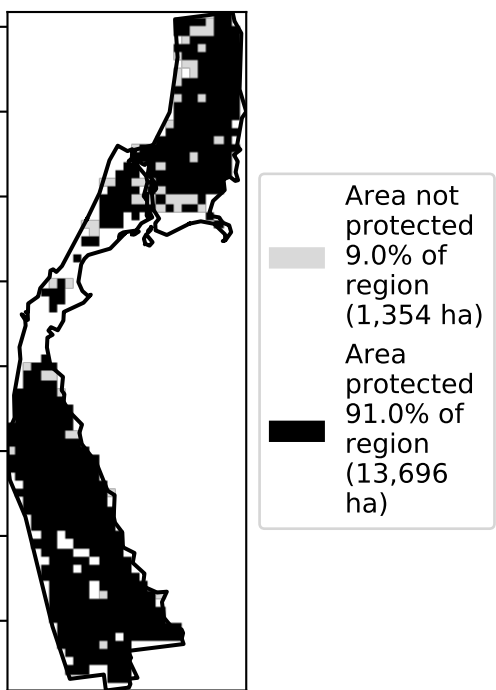 Area not
protected
9.0% of
region
(1,354 ha)
Area
protected
91.0% of
region
(13,696
ha)